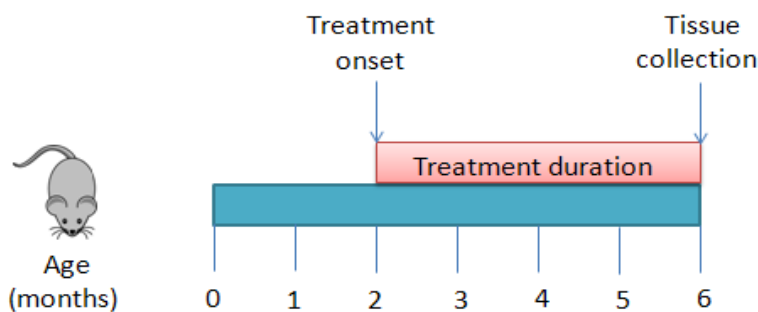 Treatment
onset
Tissue
collection
Treatment duration
Age
(months)
0 1 2 3 4 5 6